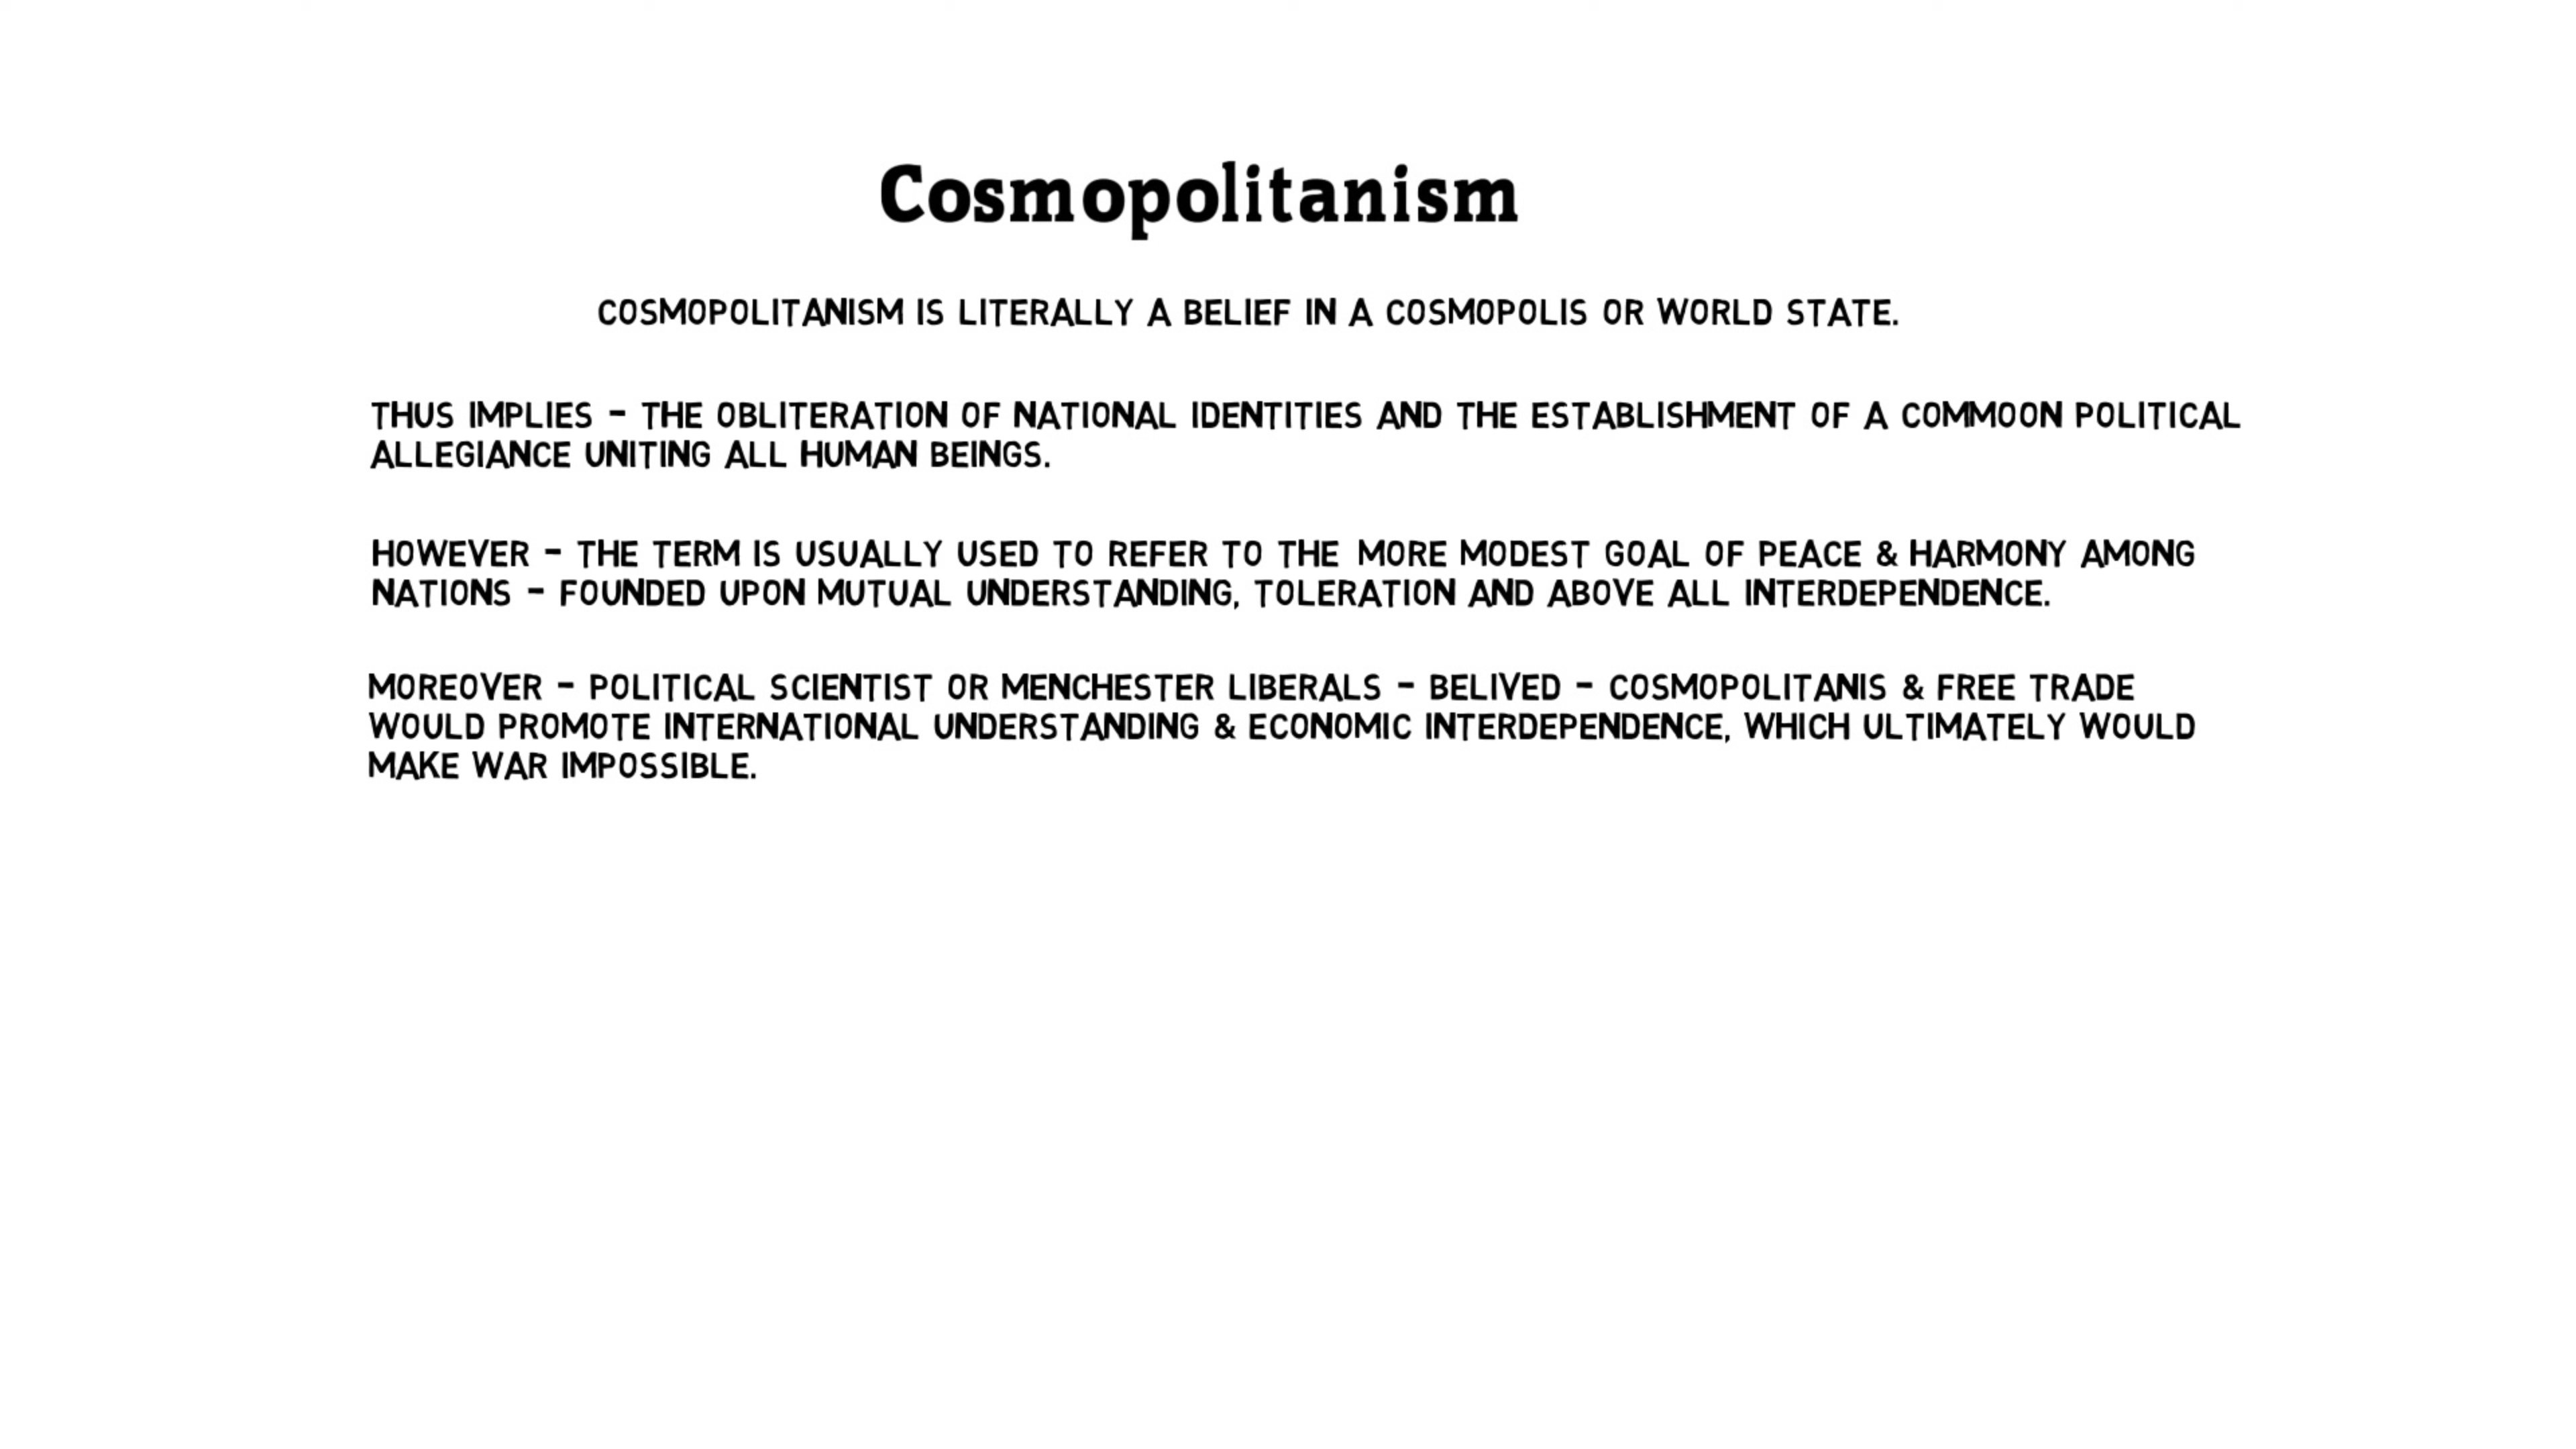 Cosmopolitanism
COSMOPOLITANISM IS LITERALLY A BELIEF IN A COSMOPOLIS OR WORLD STATE.
THUS IMPLIES - THE OBLITERATION OF NATIONAL IDENTITIES AND THE ESTABLISHMENT OF A COMMOON POLITICAL
ALLEGIANCE UNITING ALL HUMAN BEINGS.
HOWEVER - THE TERM IS USUALLY USED TO REFER TO THE MORE MODEST GOAL OF PEACE & HARMONY AMONG
NATIONS - FOUNDED UPON MUTUAL UNDERSTANDING, TOLERATION AND ABOVE ALL INTERDEPENDENCE.
MOREOVER - POLITICAL SCIENTIST OR MENCHESTER LIBERALS - BELIVED - COSMOPOLITANIS & FREE TRADE
WOULD PROMOTE INTERNATIONAL UNDERSTANDING & ECONOMIC INTERDEPENDENCE, WHICH ULTIMATELY WOULD
MAKE WAR IMPOSSIBLE.